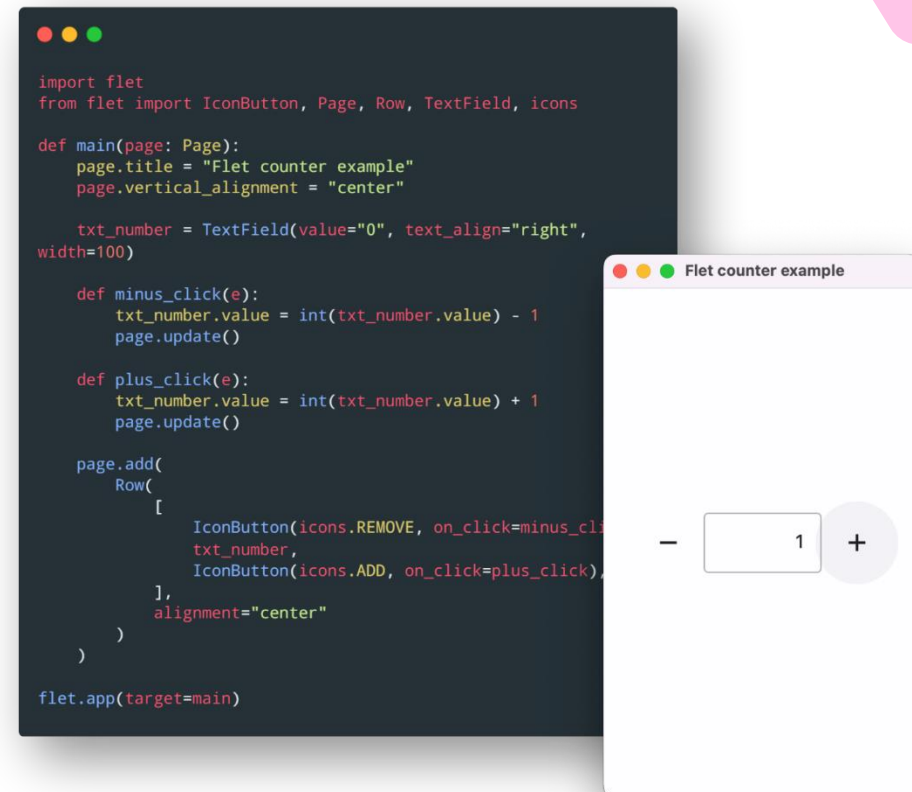 import flet
from flet import IconButton, Page, Row, TextField, icons
def main(page: Page):
    page.title = "Flet counter example"
    page.vertical_alignment = "center"
    txt_number = TextField(value="0", text_align="right",
width=100)
    def minus_click(e):
        txt_number.value = int(txt_number.value) - 1
        page.update()
    def plus_click(e):
        txt_number.value = int(txt_number.value) + 1
        page.update()
    page.add(
        Row(
            [
                IconButton(icons.REMOVE, on_click=minus_cli
                txt_number,
                IconButton(icons.ADD, on_click=plus_click),
            ],
            alignment="center"
        )
    )
flet.app(target=main)
Flet counter example
− 1 +